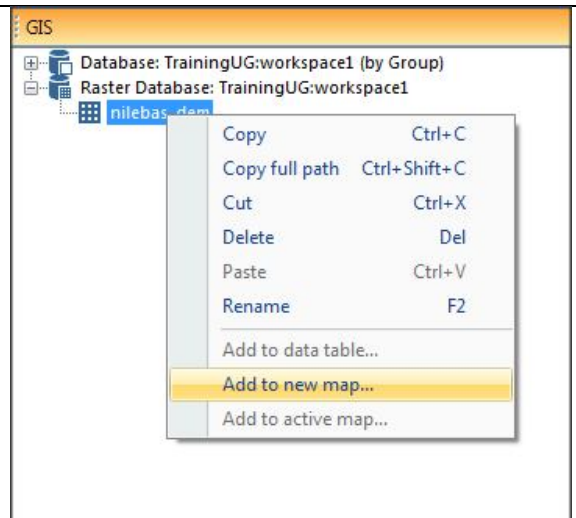 GIS
Database: TrainingUG:workspace1 (by Group)
Raster Database: TrainingUG:workspace1
nilebas_dem
Copy Ctrl+C
Copy full path Ctrl+Shift+C
Cut Ctrl+X
Delete Del
Paste Ctrl+V
Rename F2
Add to data table...
Add to new map...
Add to active map...